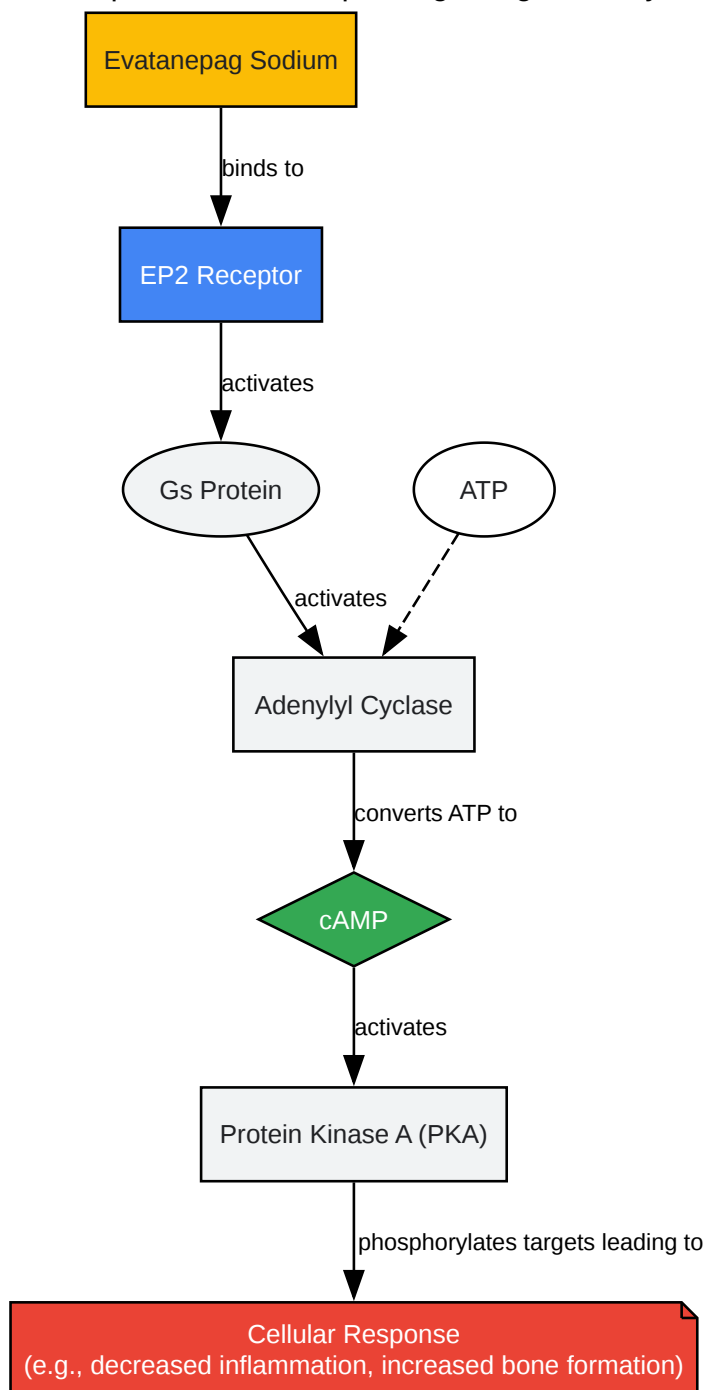 Evatanepag Sodium
binds to
EP2 Receptor
activates
Gs Protein
ATP
activates
Adenylyl Cyclase
converts ATP to
cAMP
activates
Protein Kinase A (PKA)
phosphorylates targets leading to
Cellular Response
(e.g., decreased inflammation, increased bone formation)